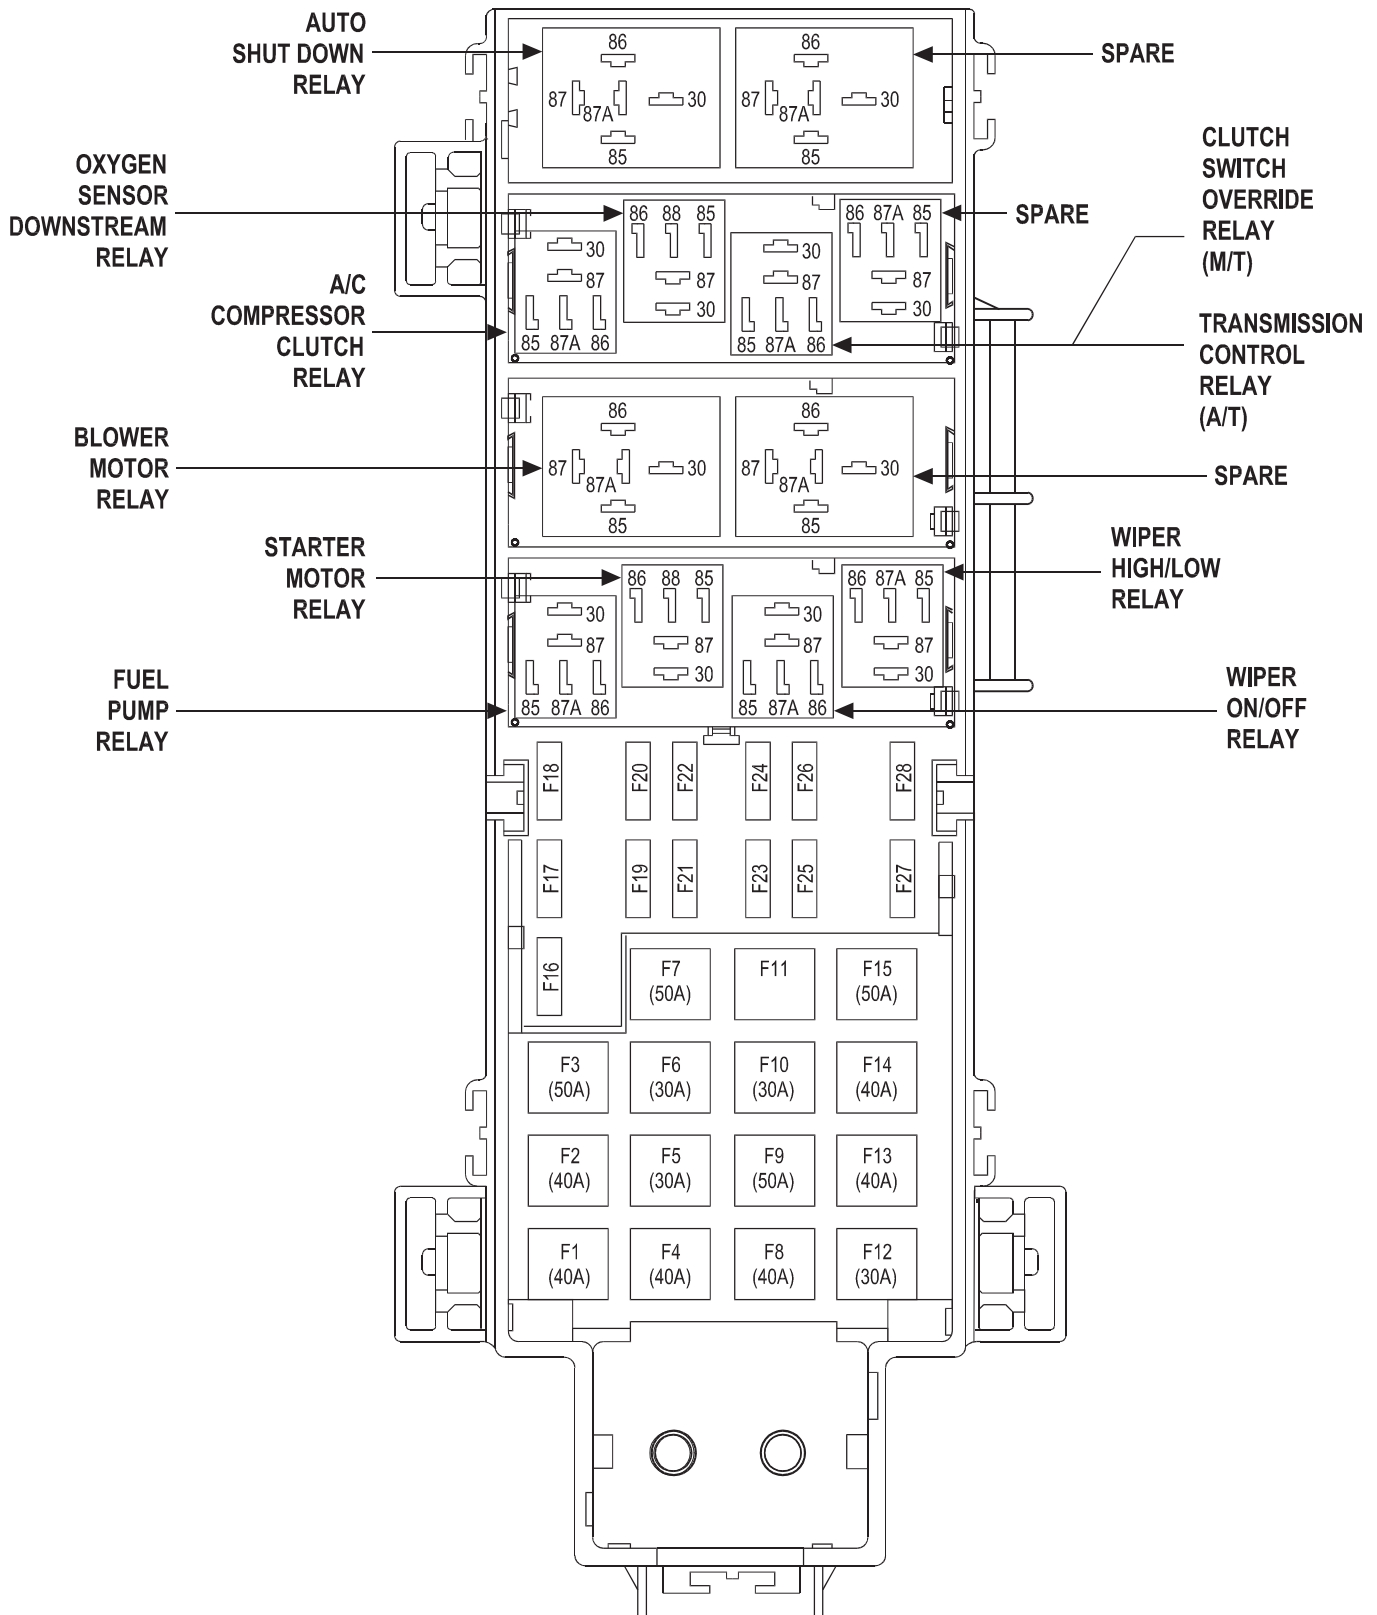 AUTO
SHUT DOWN
RELAY
86
87
87A
30
85
86
87
87A
30
85
SPARE
OXYGEN
SENSOR
DOWNSTREAM
RELAY
CLUTCH
SWITCH
OVERRIDE
RELAY
(M/T)
86 88 85
87
30
86 87A 85
87
30
SPARE
A/C
COMPRESSOR
CLUTCH
RELAY
30
87
85 87A 86
30
87
85 87A 86
TRANSMISSION
CONTROL
RELAY
(A/T)
BLOWER
MOTOR
RELAY
86
87
87A
30
85
86
87
87A
30
85
SPARE
STARTER
MOTOR
RELAY
86 88 85
87
30
86 87A 85
87
30
WIPER
HIGH/LOW
RELAY
FUEL
PUMP
RELAY
30
87
85 87A 86
30
87
85 87A 86
WIPER
ON/OFF
RELAY
F18
F20
F22
F24
F26
F28
F17
F19
F21
F23
F25
F27
F16
F7
(50A)
F11
F15
(50A)
F3
(50A)
F6
(30A)
F10
(30A)
F14
(40A)
F2
(40A)
F5
(30A)
F9
(50A)
F13
(40A)
F1
(40A)
F4
(40A)
F8
(40A)
F12
(30A)